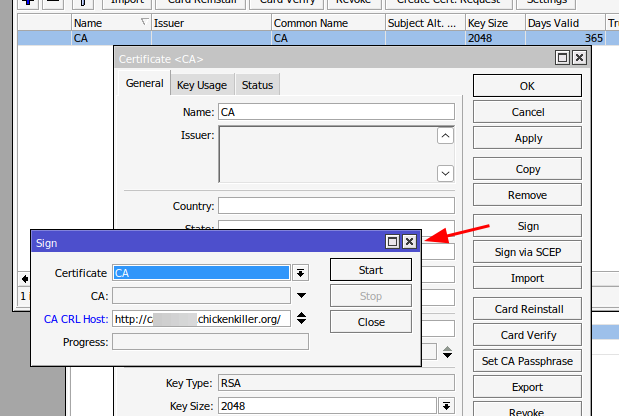 Import Card Reinstall Card Verify Revoke Create Cert. Request Settings
Name Issuer Common Name Subject Alt. ... Key Size Days Valid
CA CA 2048 365
Certificate <CA>
General Key Usage Status
Name: CA
Issuer:
Country:
State:
OK
Cancel
Apply
Copy
Remove
Sign
Sign via SCEP
Import
Card Reinstall
Card Verify
Set CA Passphrase
Export
Revoke
Sign
Certificate CA
CA:
CA CRL Host: http://c chickenkiller.org/
Progress:
Start
Stop
Close
Key Type: RSA
Key Size: 2048